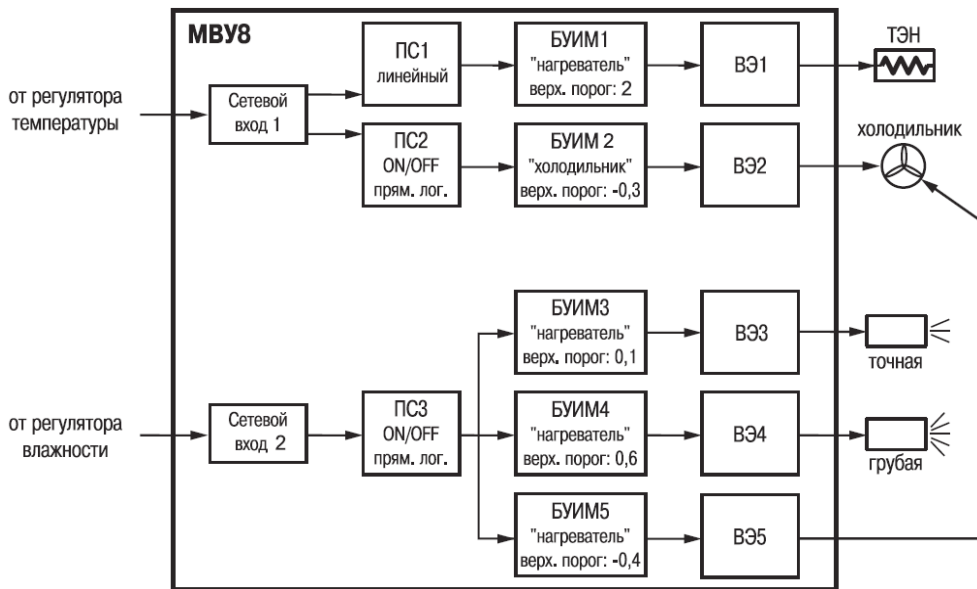 МВУ8
от регулятора
температуры
Сетевой
вход 1
ПС1
линейный
БУИМ1
"нагреватель"
верх. порог: 2
ВЭ1
ТЭН
ПС2
ON/OFF
прям. лог.
БУИМ 2
"холодильник"
верх. порог: -0,3
ВЭ2
холодильник
БУИМ3
"нагреватель"
верх. порог: 0,1
ВЭ3
точная
от регулятора
влажности
Сетевой
вход 2
ПС3
ON/OFF
прям. лог.
БУИМ4
"нагреватель"
верх. порог: 0,6
ВЭ4
грубая
БУИМ5
"нагреватель"
верх. порог: -0,4
ВЭ5